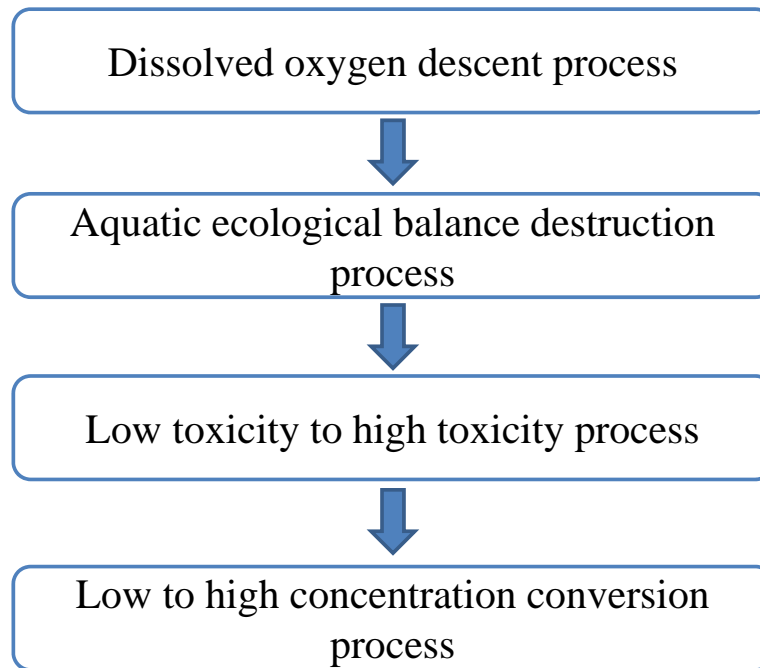 Dissolved oxygen descent process
Aquatic ecological balance destruction
process
Low toxicity to high toxicity process
Low to high concentration conversion
process